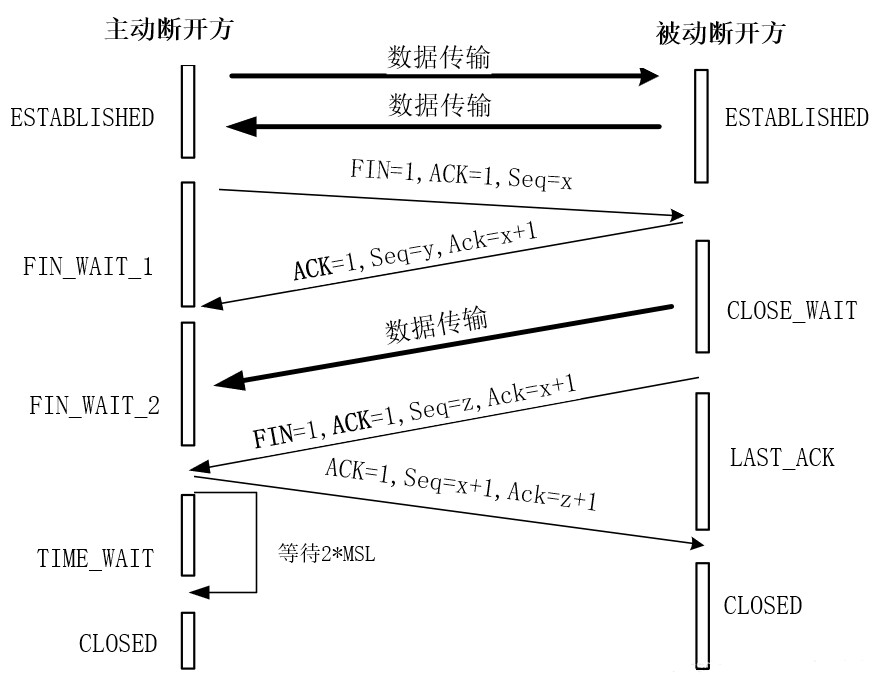 主动断开方
被动断开方
数据传输
数据传输
ESTABLISHED
ESTABLISHED
FIN=1, ACK=1, Seq=x
ACK=1, Seq=y, Ack=x+1
FIN_WAIT_1
CLOSE_WAIT
数据传输
FIN_WAIT_2
FIN=1, ACK=1, Seq=z, Ack=x+1
LAST_ACK
ACK=1, Seq=x+1, Ack=z+1
TIME_WAIT
等待2*MSL
CLOSED
CLOSED